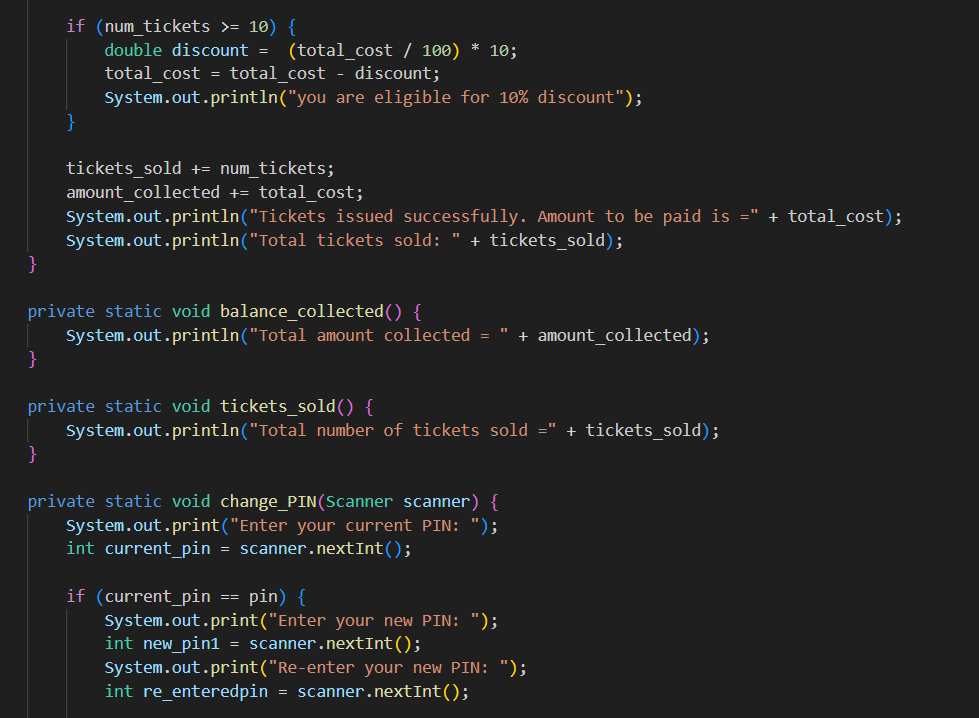 if (num_tickets >= 10) {
double discount =  (total_cost / 100) * 10;
total_cost = total_cost - discount;
System.out.println("you are eligible for 10% discount");
}
tickets_sold += num_tickets;
amount_collected += total_cost;
System.out.println("Tickets issued successfully. Amount to be paid is =" + total_cost);
System.out.println("Total tickets sold: " + tickets_sold);
}
private static void balance_collected() {
System.out.println("Total amount collected = " + amount_collected);
}
private static void tickets_sold() {
System.out.println("Total number of tickets sold =" + tickets_sold);
}
private static void change_PIN(Scanner scanner) {
System.out.print("Enter your current PIN: ");
int current_pin = scanner.nextInt();
if (current_pin == pin) {
System.out.print("Enter your new PIN: ");
int new_pin1 = scanner.nextInt();
System.out.print("Re-enter your new PIN: ");
int re_enteredpin = scanner.nextInt();